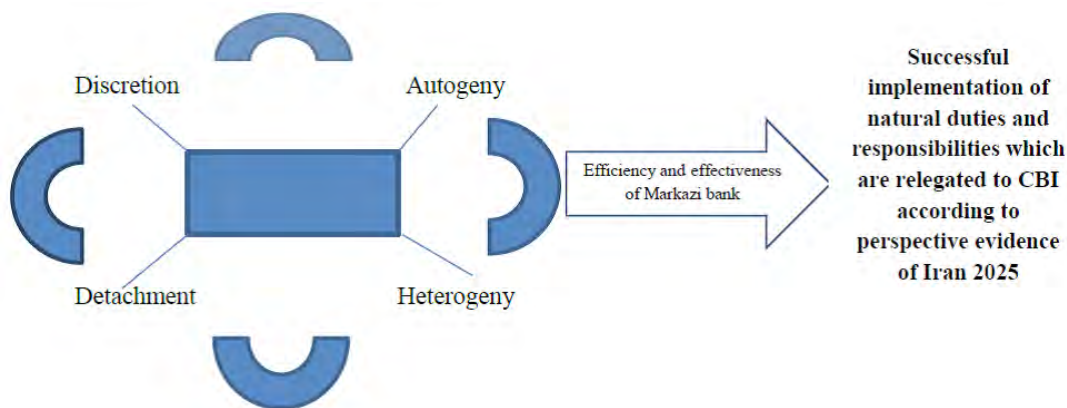 Discretion
Autogeny
Detachment
Heterogeny
Efficiency and effectiveness
of Markazi bank
Successful
implementation of
natural duties and
responsibilities which
are relegated to CBI
according to
perspective evidence
of Iran 2025